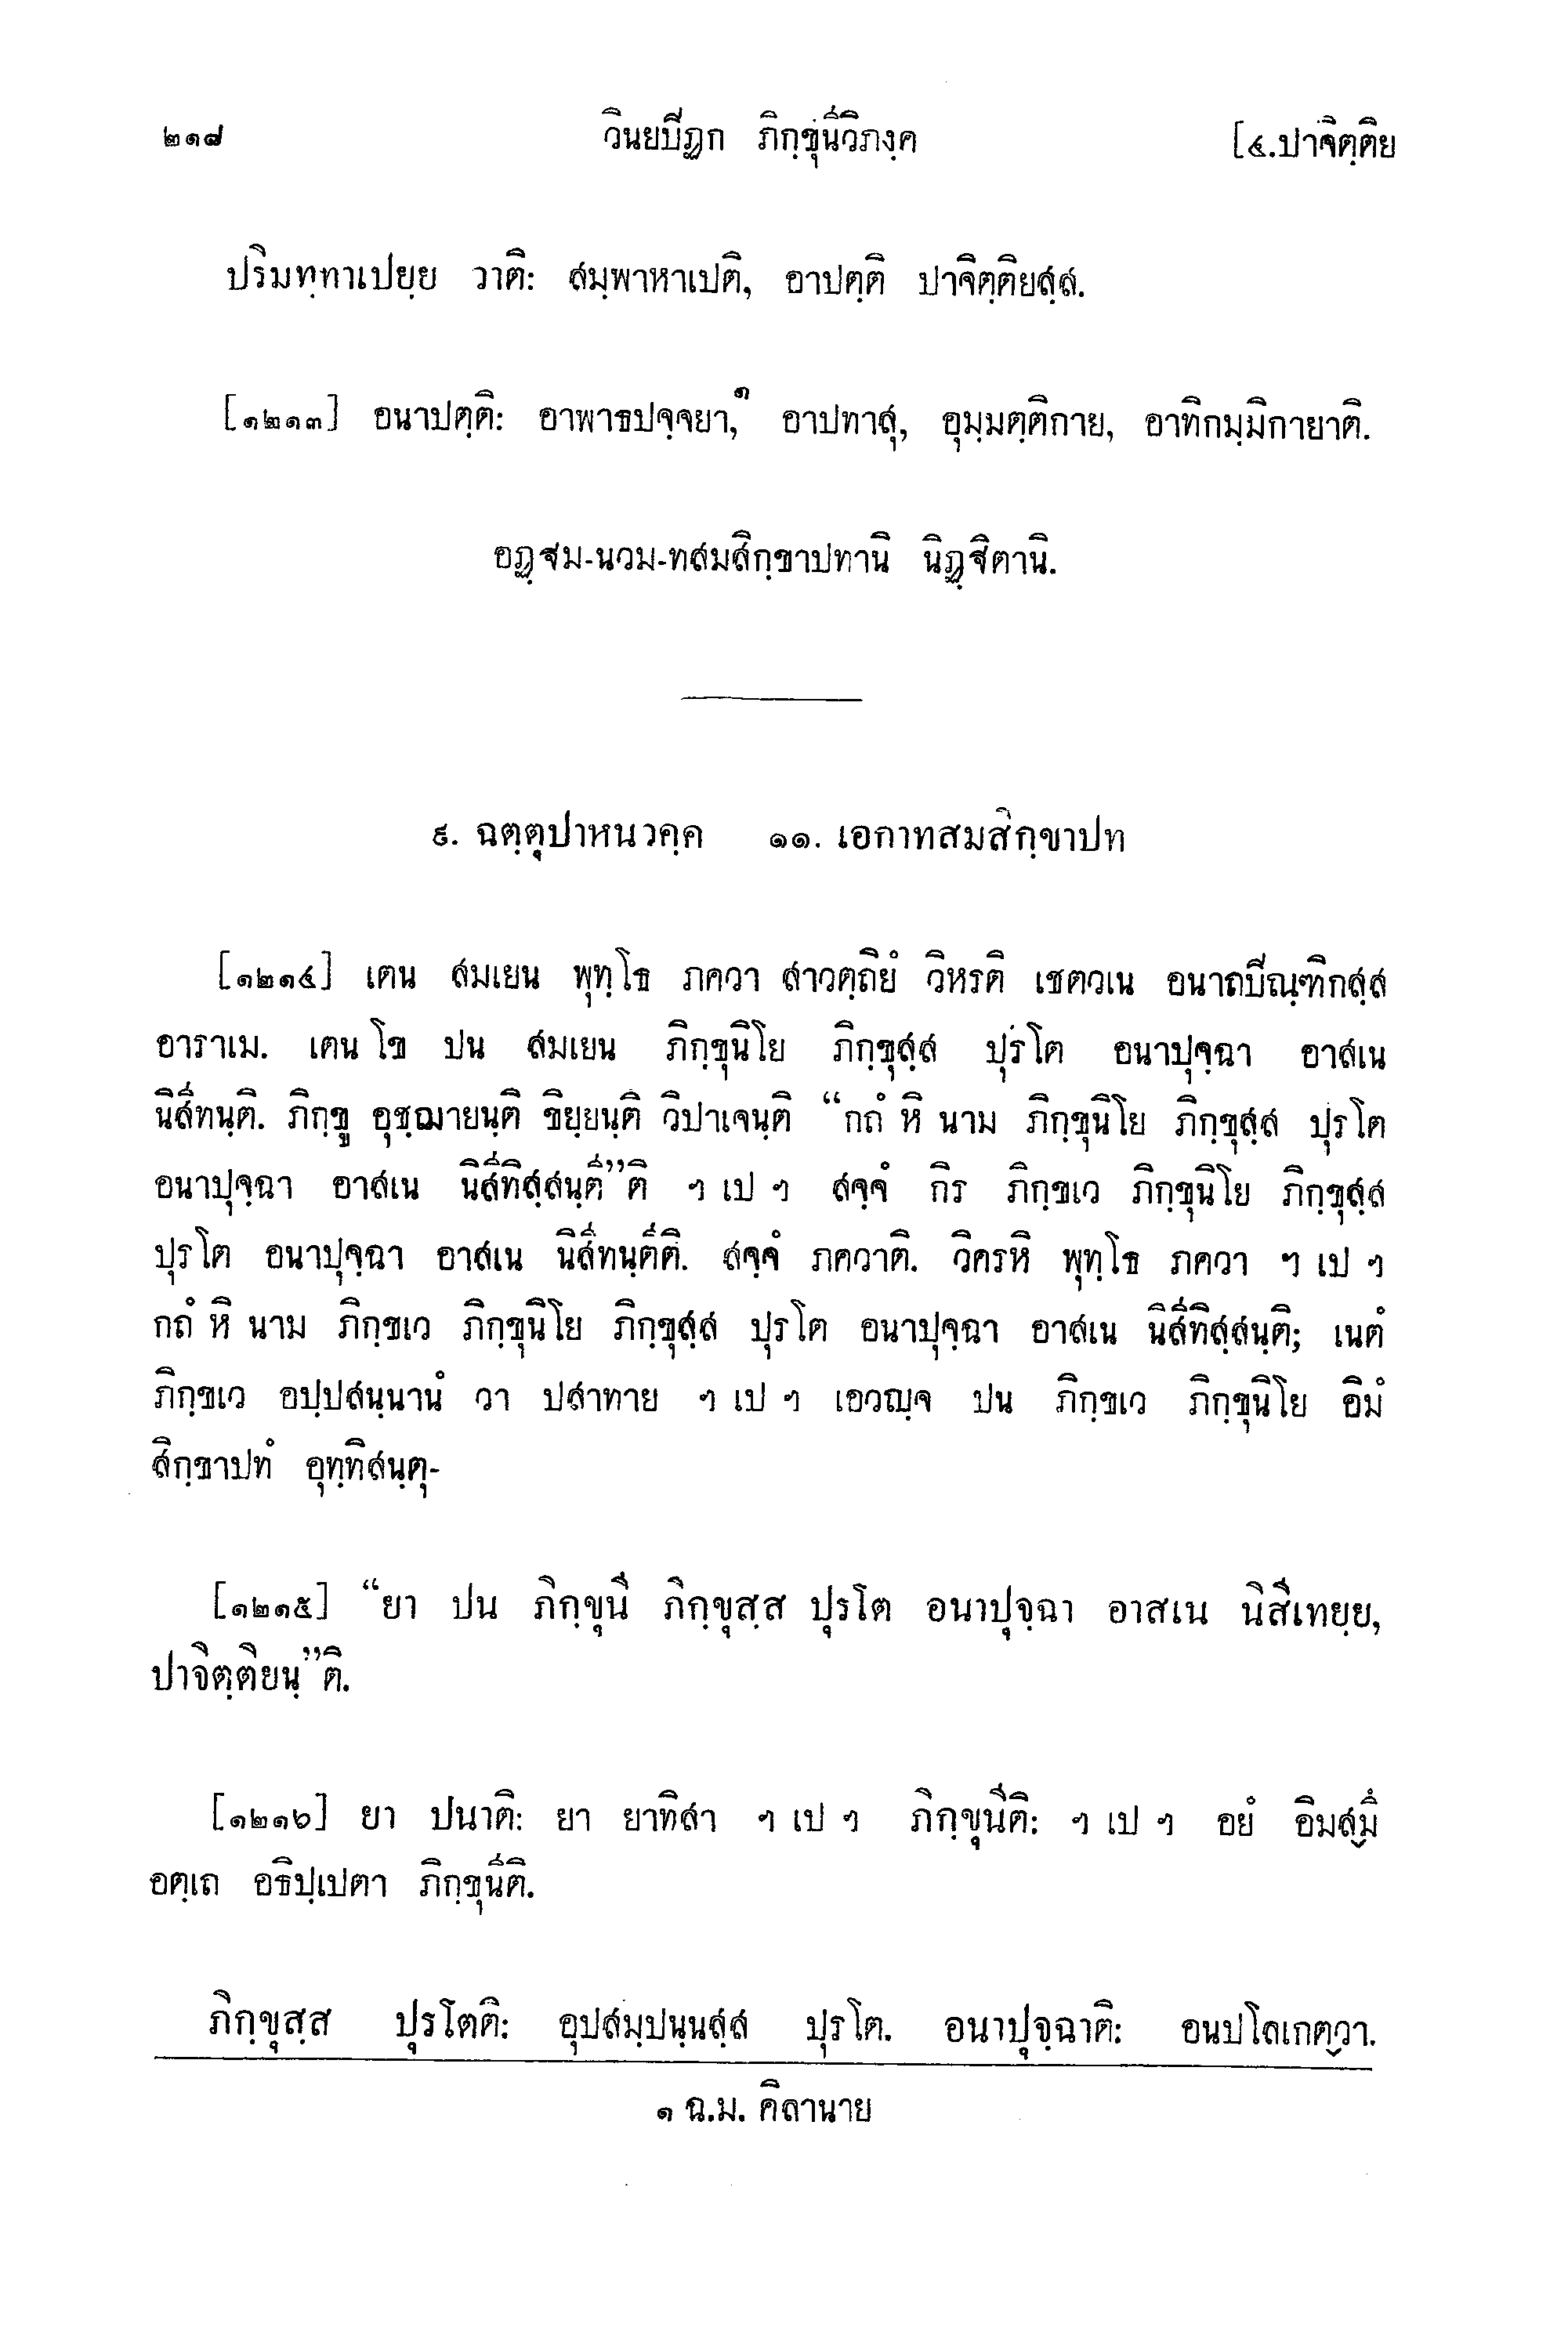 ๒๑๘ วินยปีฏก ภิกฺขุนีวิภงฺค [๔.ปาจิตฺติย
ปริมทฺทาเปยฺย วาติ: สมฺพาหาเปติ, อาปตฺติ ปาจิตฺติยสฺส.
[๑๒๑๓] อนาปตฺติ: อาพาธปจฺจยา,๑ อาปทาสุ, อุมฺมตฺติกาย, อาทิกมฺมิกายาติ.
อฏฺฐม-นวม-ทสมสิกฺขาปทานิ นิฏฺฐิตานิ.
๙. ฉตฺตุปาหนวคฺค ๑๑. เอกาทสมสิกฺขาปท
[๑๒๑๔] เตน สมเยน พุทฺโธ ภควา สาวตฺถิยํ วิหรติ เชตวเน อนาถปีณฺฑิกสฺส
อาราเม. เตน โข ปน สมเยน ภิกฺขุนิโย ภิกฺขุสฺส ปุรโต อนาปุจฺฉา อาสเน
นิสีทนฺติ. ภิกฺขู อุชฺฌายนฺติ ขิยฺยนฺติ วิปาเจนฺติ “กถํ หิ นาม ภิกฺขุนิโย ภิกฺขุสฺส ปุรโต
อนาปุจฺฉา อาสเน นิสีทิสฺสนฺตี”ติ ฯ เป ฯ สจฺจํ กิร ภิกฺขเว ภิกฺขุนิโย ภิกฺขุสฺส
ปุรโต อนาปุจฺฉา อาสเน นิสีทนฺตีติ. สจฺจํ ภควาติ. วิครหิ พุทฺโธ ภควา ฯ เป ฯ
กถํ หิ นาม ภิกฺขเว ภิกฺขุนิโย ภิกฺขุสฺส ปุรโต อนาปุจฺฉา อาสเน นิสีทิสฺสนฺติ; เนตํ
ภิกฺขเว อปฺปสนฺนานํ วา ปสาทาย ฯ เป ฯ เอวญฺจ ปน ภิกฺขเว ภิกฺขุนิโย อิมํ
สิกฺขาปทํ อุทฺทิสนฺตุ-
[๑๒๑๕] “ยา ปน ภิกฺขุนี ภิกฺขุสฺส ปุรโต อนาปุจฺฉา อาสเน นิสีเทยฺย,
ปาจิตฺติยนฺ”ติ.
[๑๒๑๖] ยา ปนาติ: ยา ยาทิสา ฯ เป ฯ ภิกฺขุนีติ: ฯ เป ฯ อยํ อิมสฺมึ
อตฺเถ อธิปฺเปตา ภิกฺขุนีติ.
ภิกฺขุสฺส ปุรโตติ: อุปสมฺปนฺนสฺส ปุรโต. อนาปุจฺฉาติ: อนปโลเกตฺวา.
๑ ฉ.ม. คิลานาย